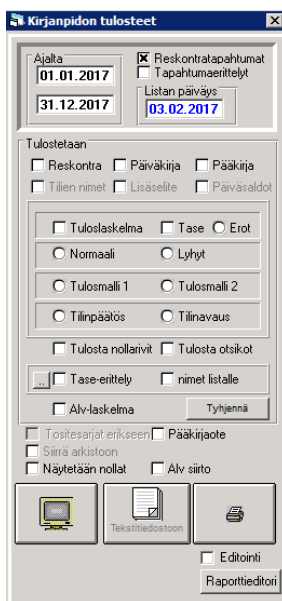 Kirjanpidon tulosteet
Ajalta
01.01.2017
31.12.2017
Reskontratapahtumat
Tapahtumaerittelyt
Listan päiväys
03.02.2017
Tulostetaan
Reskontra Päiväkirja Pääkirja
Tilien nimet Lisäselite Päiväsaldot
Tuloslaskelma Tase Erot
Normaali Lyhyt
Tulosmalli 1 Tulosmalli 2
Tilinpäätös Tilinavaus
Tulosta nollarivit Tulosta otsikot
.. Tase-erittely nimet listalle
Alv-laskelma Tyhjennä
Tositesarjat erikseen Pääkirjaote
Siirrä arkistoon
Näytetään nollat Alv siirto
Tekstitiedostoon
Editointi
Raporttieditori